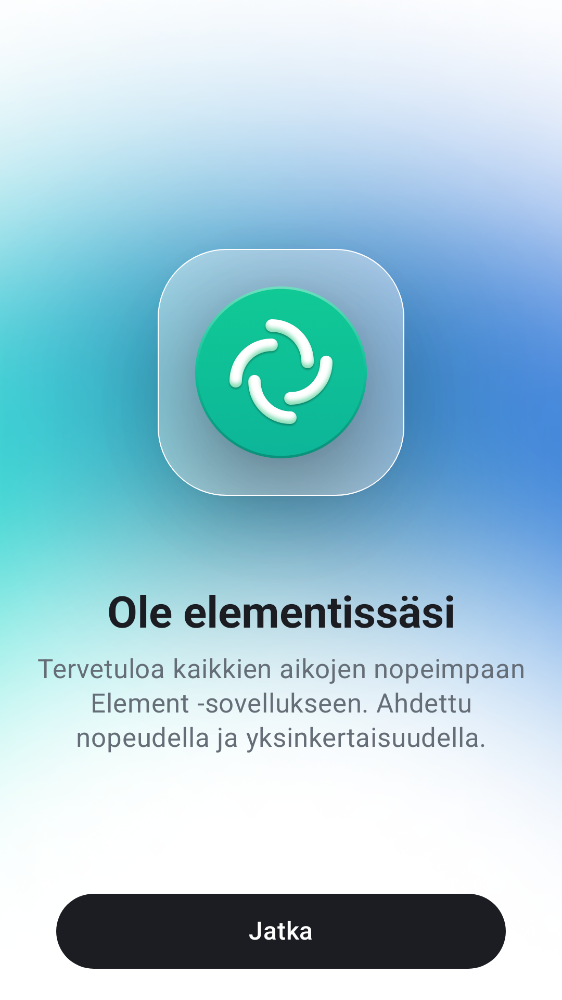 Ole elementissäsi
Tervetuloa kaikkien aikojen nopeimpaan
Element -sovellukseen. Ahdettu
nopeudella ja yksinkertaisuudella.
Jatka